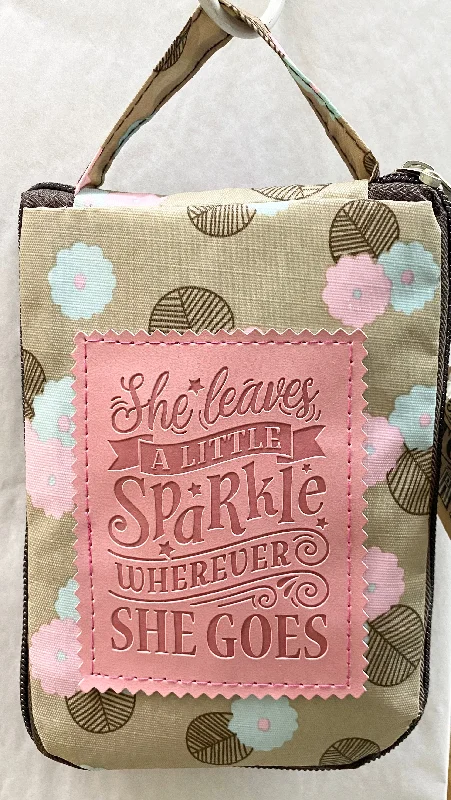 She leaves,
A LITTLE
SPaRkle
WHEREVER
SHE GOES